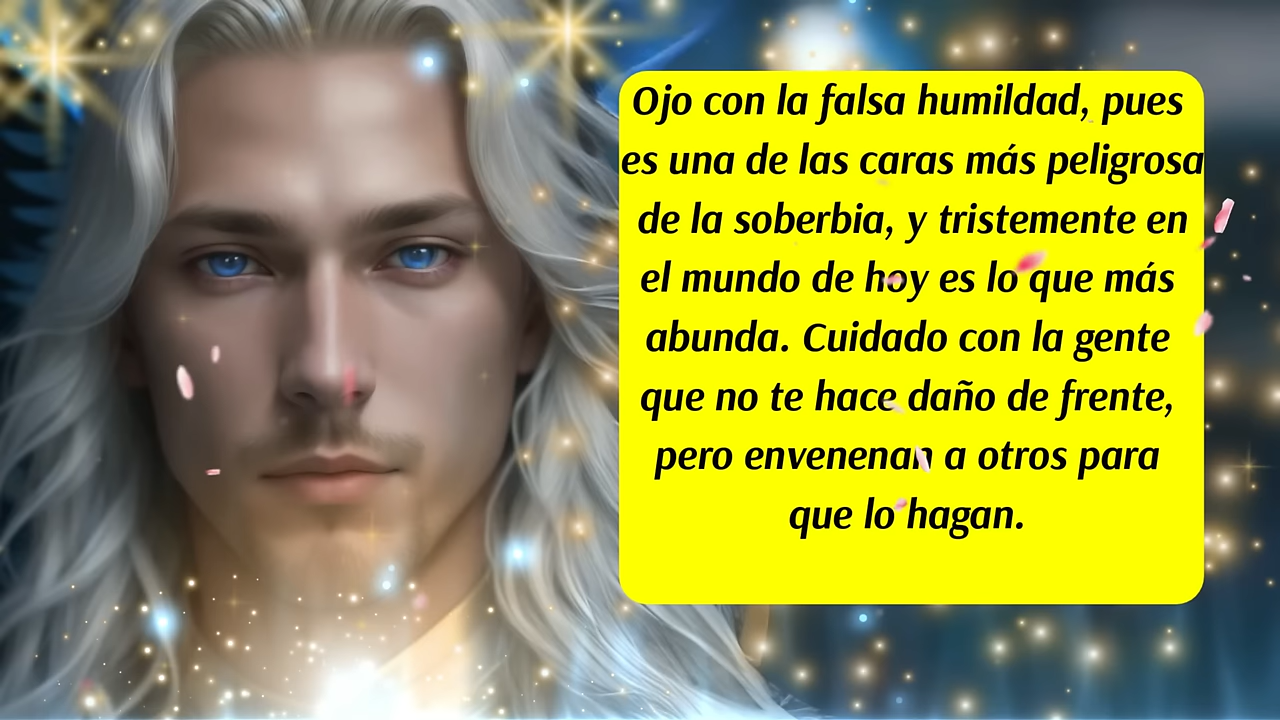 Ojo con la falsa humildad, pues
es una de las caras más peligrosa
de la soberbia, y tristemente en
el mundo de hoy es lo que más
abunda. Cuidado con la gente
que no te hace daño de frente,
pero envenenan a otros para
que lo hagan.